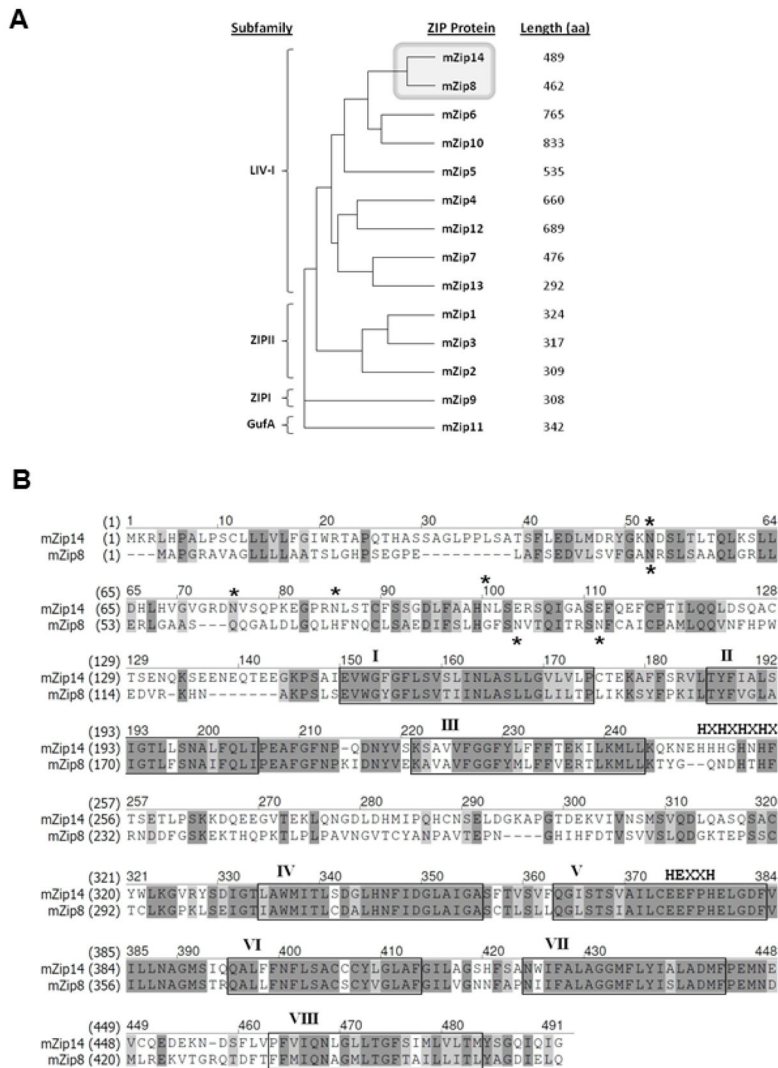 A
Subfamily ZIP Protein Length (aa)
mZip14 489
mZip8 462
mZip6 765
mZip10 833
mZip5 535
LIV-I
mZip4 660
mZip12 689
mZip7 476
mZip13 292
mZip1 324
ZIPII
mZip3 317
mZip2 309
ZIPI
mZip9 308
GufA
mZip11 342
B
(1) 1 10 20 30 40 50 * 64
mZip14 (1) MKRLHPALPSCLLLVLFGIWRTAPQTHASSAGLPPLSATSFLEDLMDRYGKNDSLTLTQLKSLL
mZip8 (1) ---MAPGRAVAGLLLLAATSLGHPSEGPE---------LAFSEDVLSVFGANRSLSAAQLGRLL
*
(65) 65 70 * 80 * 90 * 100 110 128
mZip14 (65) DHLHVGVGRDNVSQPKEGPRNLSTCFSSGDLFAAHNLSERSQIGASEFQEFCPTILQQLDSQAC
mZip8 (53) ERLGAAS---QQGALDLGQLHFNQCLSAEDIFSLHGFSNVTQITRSNFCAICPAMLQQVNFHPW
* *
(129) 129 140 150 I 160 170 180 II 192
mZip14 (129) TSENQKSEENEQTEEGKPSAIEVWGFGFLSVSLINLASLLGVLVLPCTEKAFFSRVLTYFIALS
mZip8 (114) EDVR-KHN-------AKPSLSEVWGYGFLSVTIINLASLLGLILTPLIKKSYFPKILTYFVGLA
(193) 193 200 210 220 III 230 240 HXHXHXHX
mZip14 (193) IGTLLSNALFQLIPEAFGFNP-QDNYVSKSAVVFGGFYLFFFTEKILKMLLKQKNEHHHGHNHF
mZip8 (170) IGTLFSNAIFQLIPEAFGFNPKIDNYVEKAVAVFGGFYMLFFVERTLKMLLKTYG--QNDHTHF
(257) 257 270 280 290 300 310 320
mZip14 (256) TSETLPSKKDQEEGVTEKLQNGDLDHMIPQHCNSELDGKAPGTDEKVIVNSMSVQDLQASQSAC
mZip8 (232) RNDDFGSKEKTHQPKTLPLPAVNGVTCYANPAVTEPN----GHIHFDTVSVVSLQDGKTEPSSC
(321) 321 330 IV 340 350 360 V 370 HEXXH 384
mZip14 (320) YWLKGVRYSDIGTLAWMITLSDGLHNFIDGLAIGASFTVSVFQGISTSVAILCEEFPHELGDFV
mZip8 (292) TCLKGPKLSEIGTIAWMITLCDALHNFIDGLAIGASCTLSLLQGLSTSIAILCEEFPHELGDFV
(385) 385 390 VI 400 410 420 VII 430 448
mZip14 (384) ILLNAGMSIQQALFFNFLSACCCYLGLAFGILAGSHFSANWIFALAGGMFLYIALADMFPEMNE
mZip8 (356) ILLNAGMSTRQALLFNFLSACSCYVGLAFGILVGNNFAPNIIFALAGGMFLYISLADMFPEMND
(449) 449 460 VIII 470 480 491
mZip14 (448) VCQEDEKN-DSFLVPFVIQNLGLLTGFSIMLVLTMYSGQIQIG
mZip8 (420) MLREKVTGRQTDFTFFMIQNAGMLTGFTAILLITLYAGDIELQ